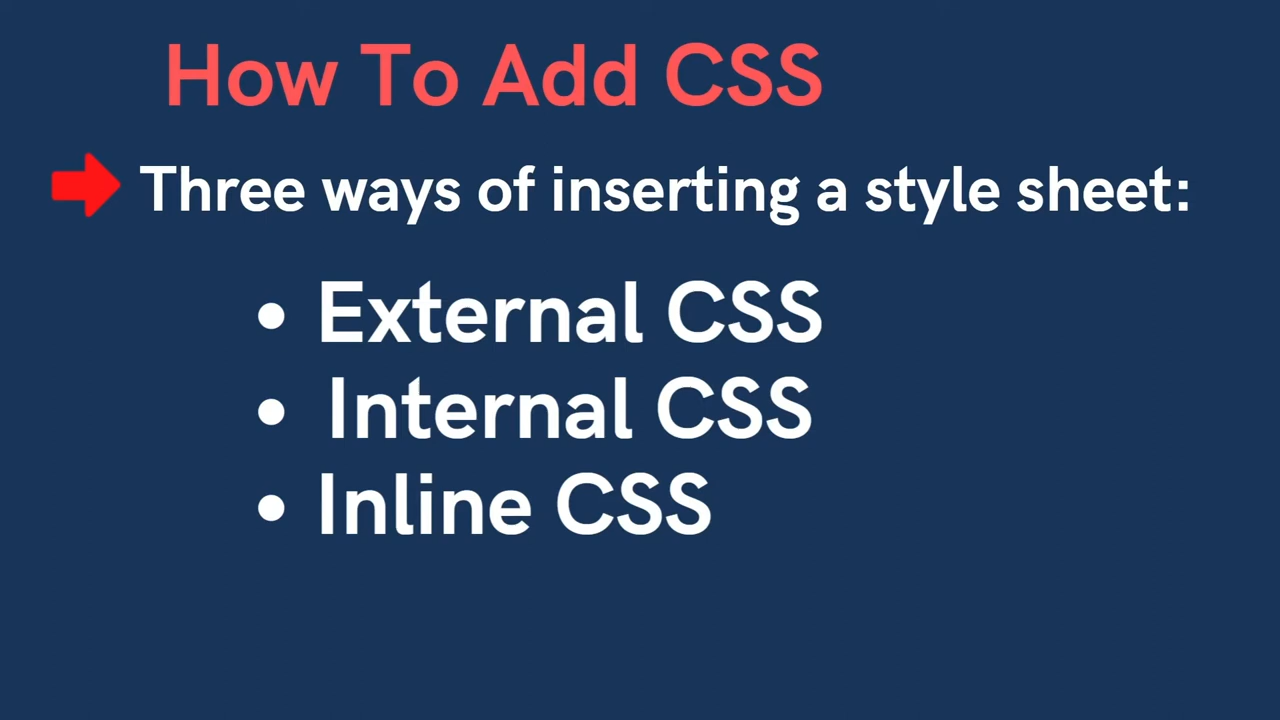 How To Add CSS
Three ways of inserting a style sheet:
• External CSS
• Internal CSS
• Inline CSS